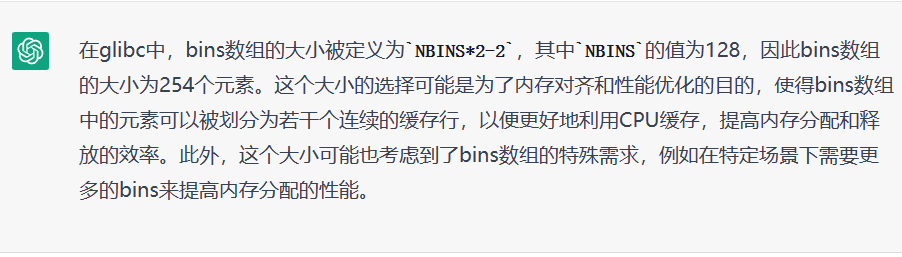 在glibc中，bins数组的大小被定义为`NBINS*2-2`，其中`NBINS`的值为128，因此bins数组
的大小为254个元素。这个大小的选择可能是为了内存对齐和性能优化的目的，使得bins数组
中的元素可以被划分为若干个连续的缓存行，以便更好地利用CPU缓存，提高内存分配和释
放的效率。此外，这个大小可能也考虑到了bins数组的特殊需求，例如在特定场景下需要更
多的bins来提高内存分配的性能。